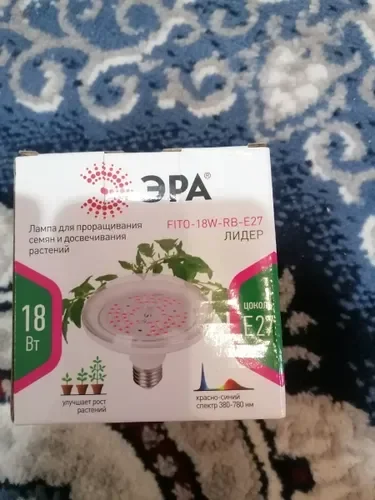 ЭРА®
FITO-18W-RB-E27
ЛИДЕР
Лампа для проращивания
семян и досвечивания
растений
18
Вт
цоколь
E27
улучшает рост
растений
красно-синий
спектр 380-780 нм